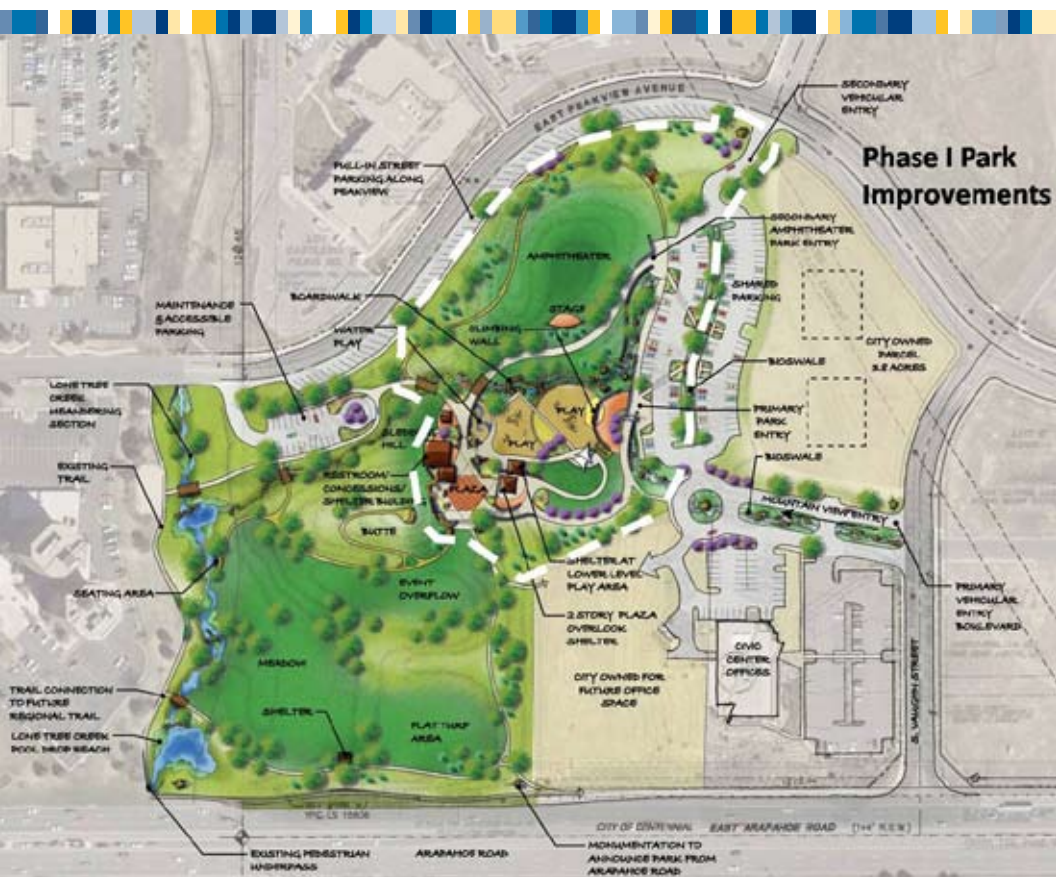 EAST PEAKVIEW AVENUE
SECONDARY
VEHICULAR
ENTRY
Phase I Park
Improvements
PULL-IN STREET
PARKING ALONG
PEAKVIEW
SECONDARY
AMPHITHEATER
PARK ENTRY
AMPHITHEATER
BOARDWALK
SHARED
PARKING
MAINTENANCE
& ACCESSIBLE
PARKING
STAGE
WATER
PLAY
CLIMBING
WALL
CITY OWNED
PARCEL
BIOSWALE
LONE TREE
CREEK
MEANDERING
SECTION
PLAY
PLAY
PRIMARY
PARK
ENTRY
HILL
BIOSWALE
EXISTING
TRAIL
RESTROOM/
CONCESSIONS/
SHELTER BUILDING
PLAZA
MOUNTAIN VIEW ENTRY
BUTTE
SHELTER AT
LOWER LEVEL
PLAY AREA
EVENT
OVERFLOW
SEATING AREA
PRIMARY
VEHICULAR
ENTRY
BOULEVARD
2 STORY PLAZA
OVERLOOK
SHELTER
CIVIC
CENTER
OFFICES
MEADOW
CITY OWNED FOR
FUTURE OFFICE
SPACE
S. VAUGHN STREET
TRAIL CONNECTION
TO FUTURE
REGIONAL TRAIL
SHELTER
FLAT TURF
AREA
LONE TREE CREEK
POOL DROP REACH
CITY OF CENTENNIAL
EAST ARAPAHOE ROAD
EXISTING PEDESTRIAN
UNDERPASS
ARAPAHOE ROAD
MONUMENTATION TO
ANNOUNCE PARK FROM
ARAPAHOE ROAD